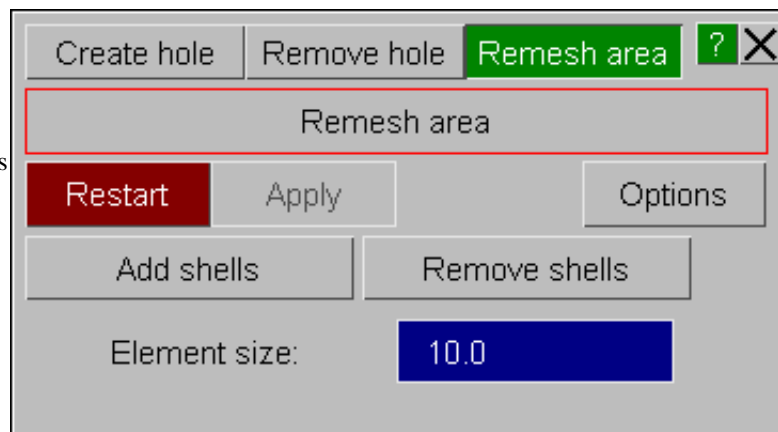 Create hole Remove hole Remesh area ? X
Remesh area
s
Restart Apply Options
Add shells Remove shells
Element size: 10.0